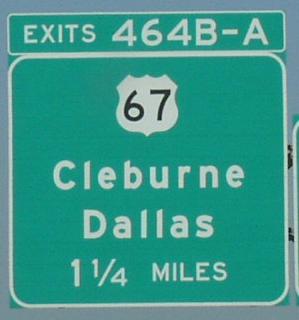 EXITS 464B-A
67
Cleburne
Dallas
1 1/4 MILES